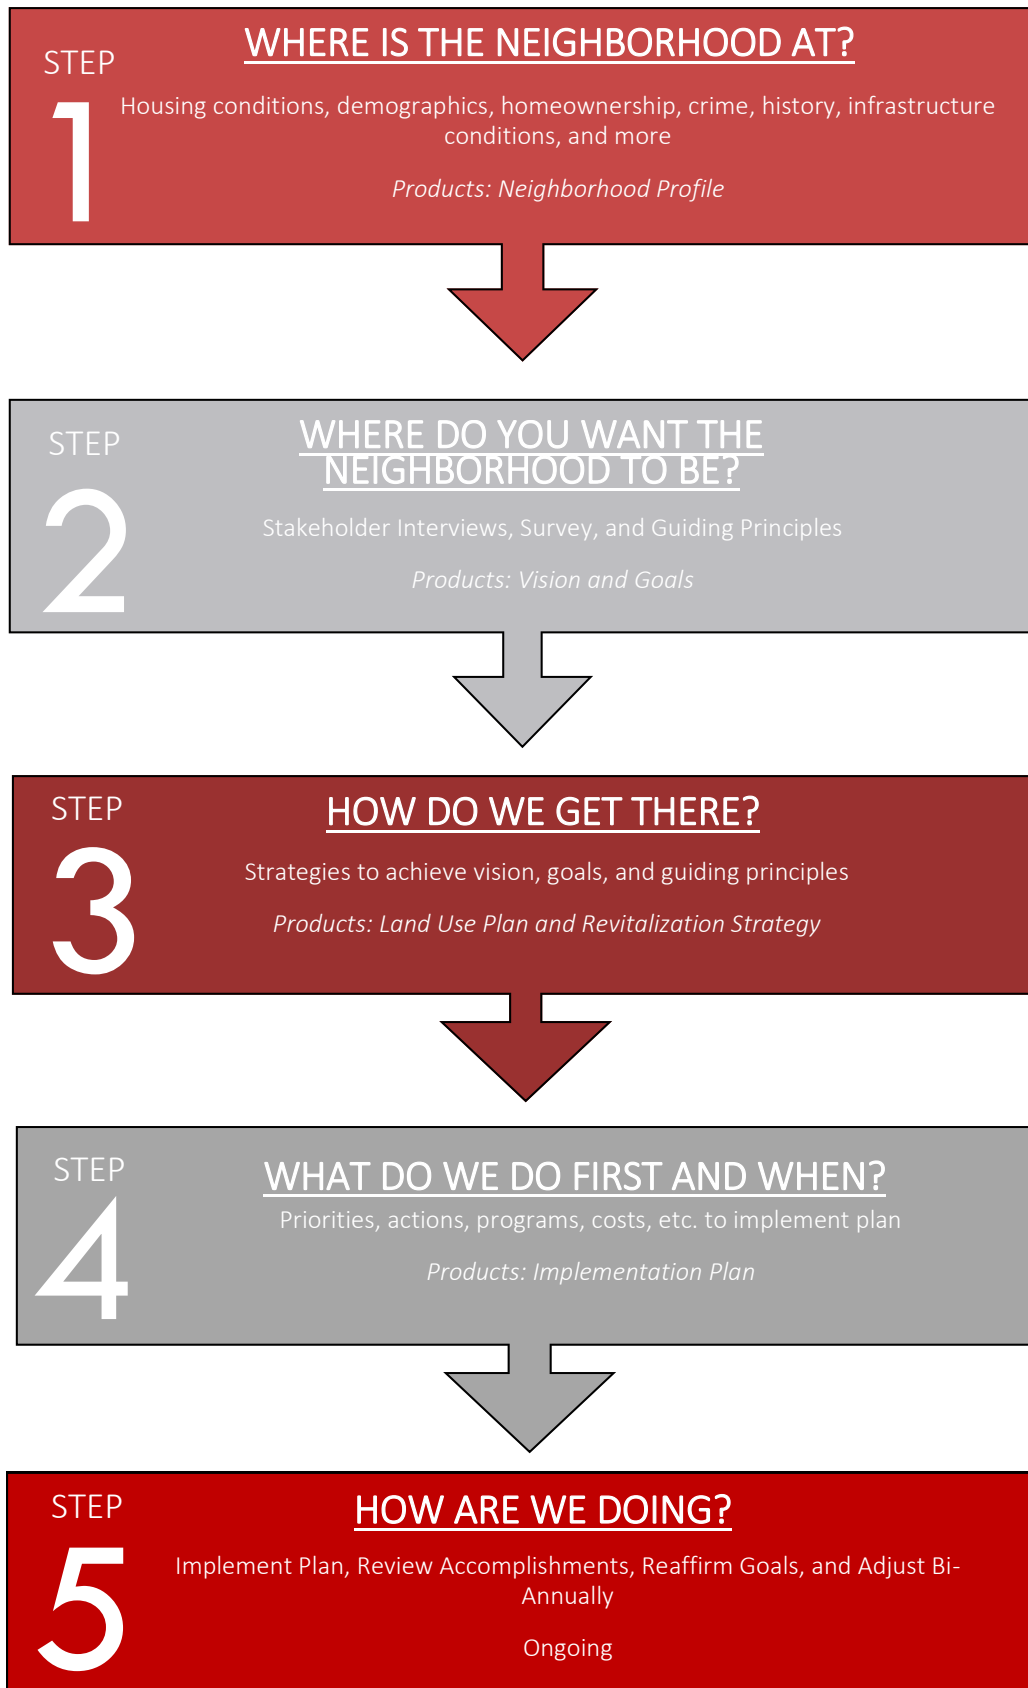 STEP
1
WHERE IS THE NEIGHBORHOOD AT?
Housing conditions, demographics, homeownership, crime, history, infrastructure
conditions, and more
Products: Neighborhood Profile
STEP
2
WHERE DO YOU WANT THE
NEIGHBORHOOD TO BE?
Stakeholder Interviews, Survey, and Guiding Principles
Products: Vision and Goals
STEP
3
HOW DO WE GET THERE?
Strategies to achieve vision, goals, and guiding principles
Products: Land Use Plan and Revitalization Strategy
STEP
4
WHAT DO WE DO FIRST AND WHEN?
Priorities, actions, programs, costs, etc. to implement plan
Products: Implementation Plan
STEP
5
HOW ARE WE DOING?
Implement Plan, Review Accomplishments, Reaffirm Goals, and Adjust Bi-
Annually
Ongoing